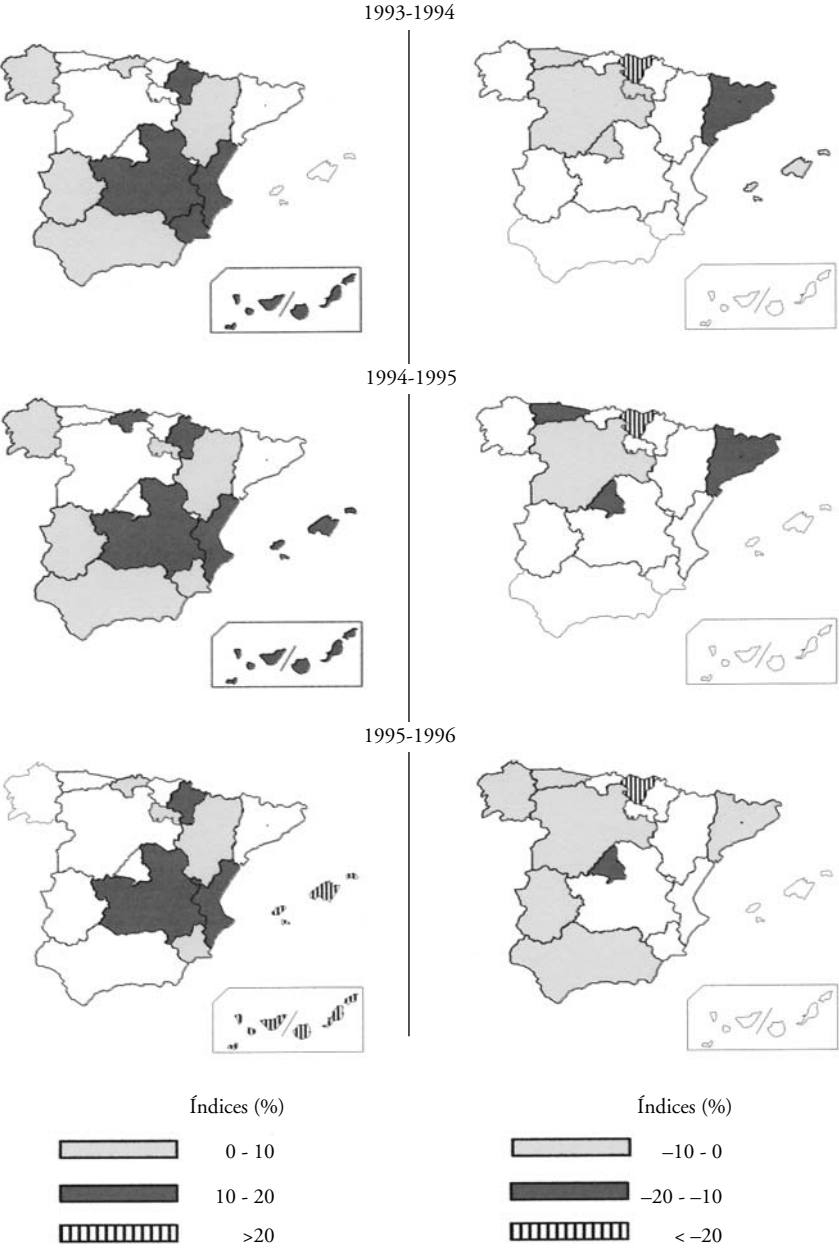 1993-1994
1994-1995
1995-1996
Índices (%)
0 - 10
10 - 20
>20
Índices (%)
–10 - 0
–20 - –10
< –20